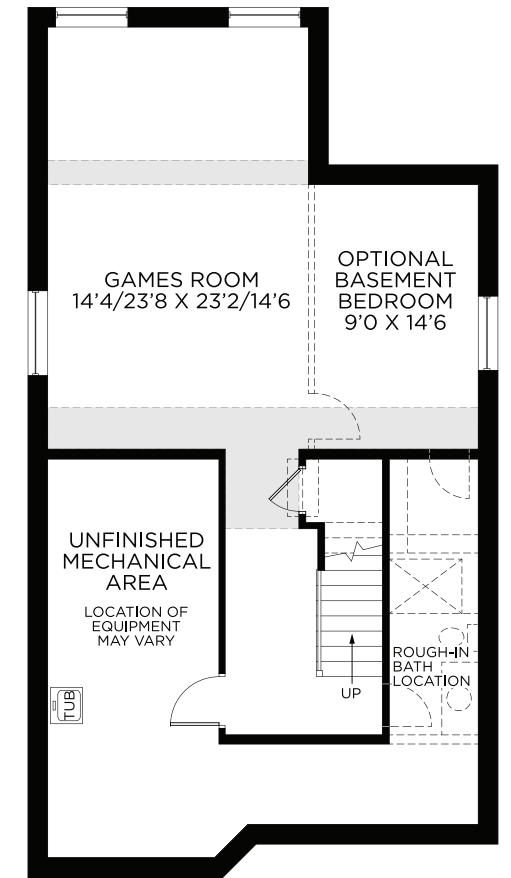 GAMES ROOM
14'4/23'8 X 23'2/14'6
OPTIONAL
BASEMENT
BEDROOM
9'0 X 14'6
UNFINISHED
MECHANICAL
AREA
LOCATION OF
EQUIPMENT
MAY VARY
TUB
UP
ROUGH-IN
BATH
LOCATION